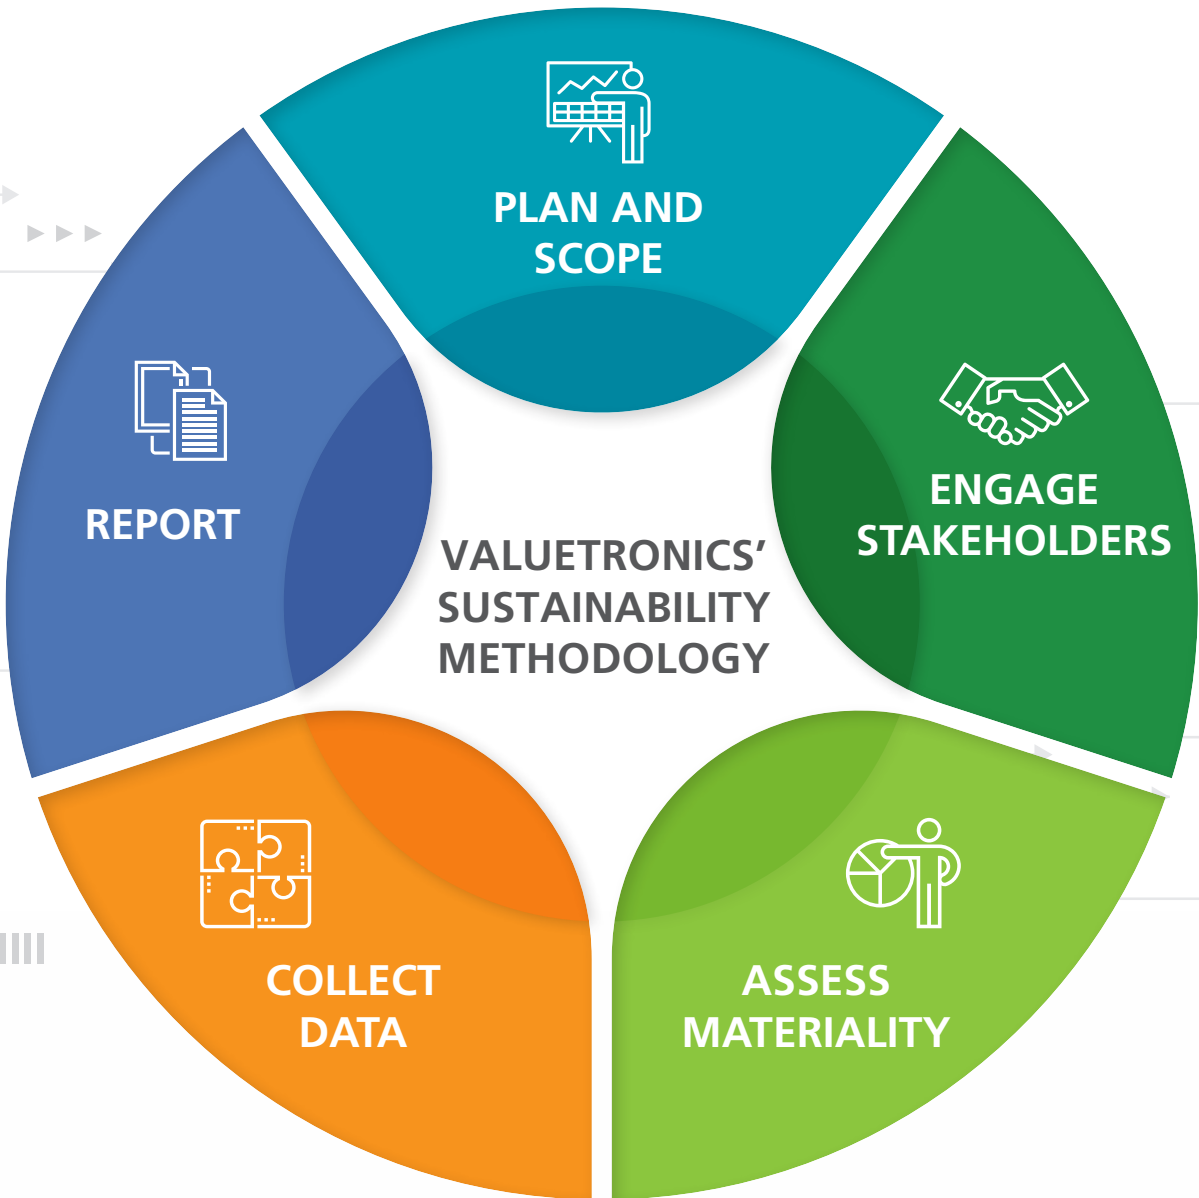 PLAN AND
SCOPE
ENGAGE
STAKEHOLDERS
REPORT
VALUETRONICS’
SUSTAINABILITY
METHODOLOGY
COLLECT
DATA
ASSESS
MATERIALITY